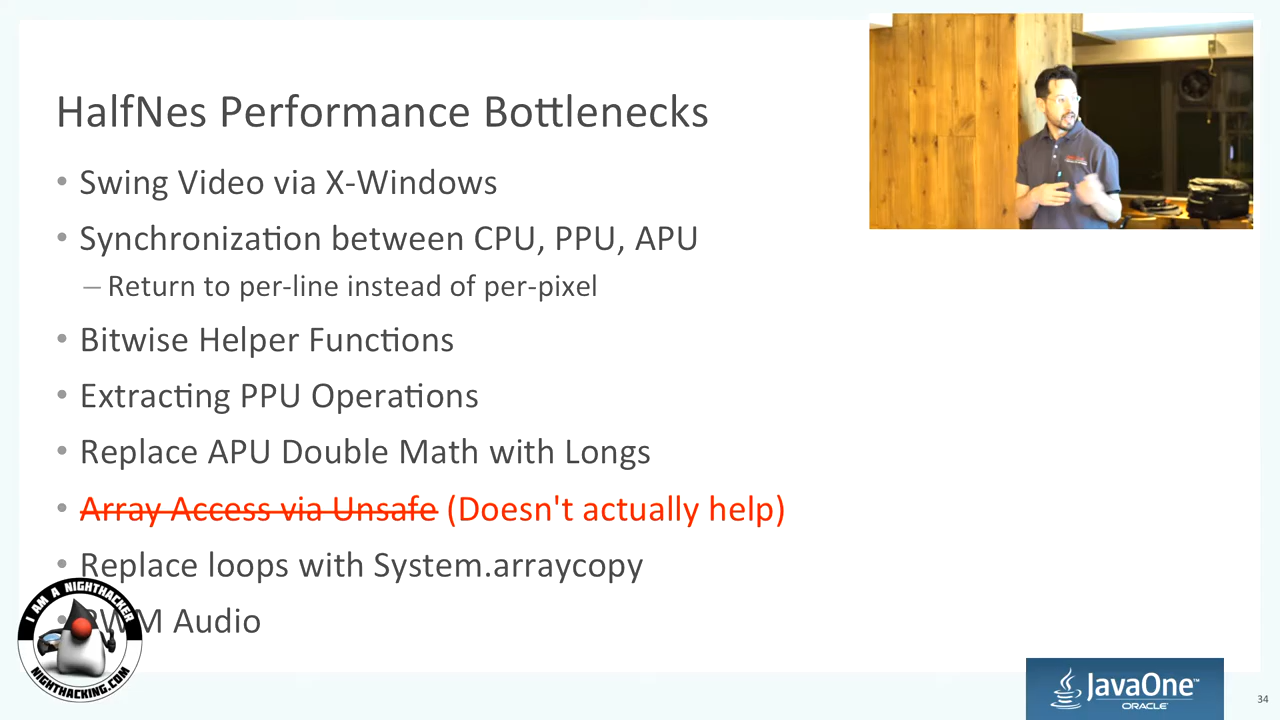 HalfNes Performance Bottlenecks
• Swing Video via X-Windows
• Synchronization between CPU, PPU, APU
– Return to per-line instead of per-pixel
• Bitwise Helper Functions
• Extracting PPU Operations
• Replace APU Double Math with Longs
• Array Access via Unsafe (Doesn't actually help)
• Replace loops with System.arraycopy
PWM Audio
I AM A NIGHTHACKER
NIGHTHACKING.COM
JavaOne™
ORACLE
34